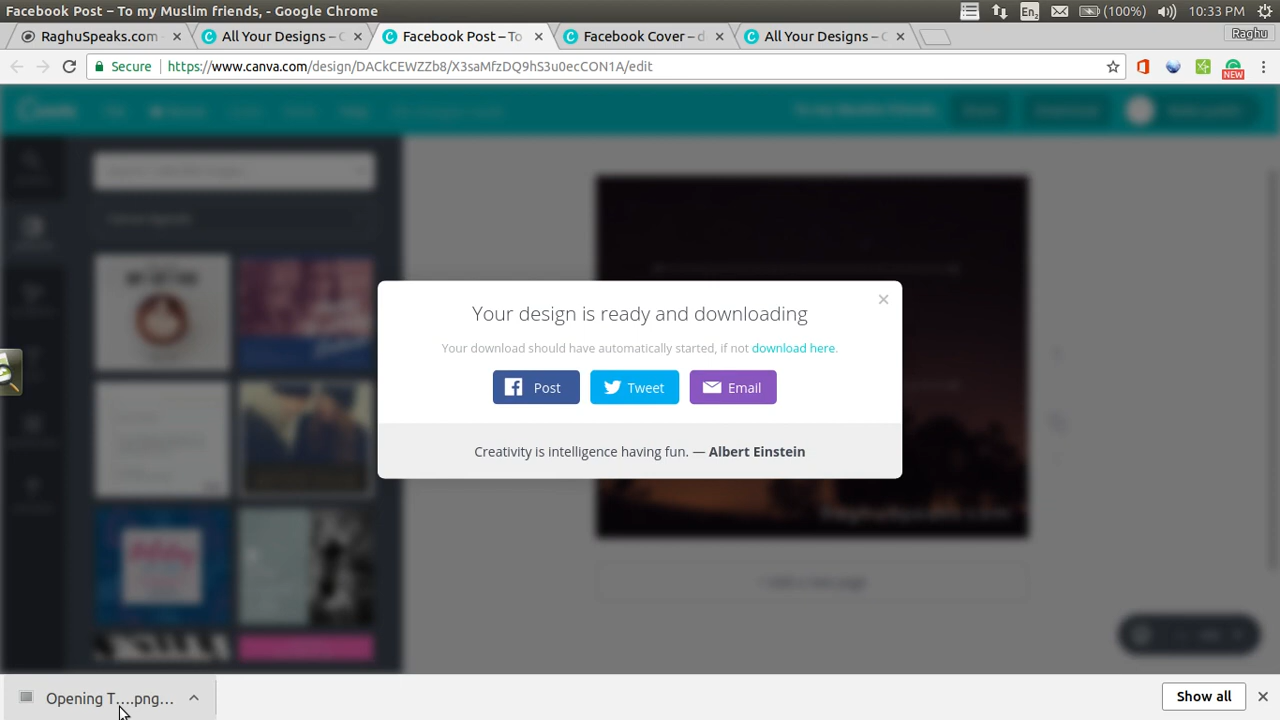 Facebook Post – To my Muslim friends, - Google Chrome
En₂
(100%)
10:33 PM
RaghuSpeaks.com
All Your Designs – C
Facebook Post – To
Facebook Cover – d
All Your Designs – C
Raghu
Secure
https://www.canva.com/design/DACkCEWZZb8/X3saMfzDQ9hS3u0ecCON1A/edit
NEW
Your design is ready and downloading
Your download should have automatically started, if not download here.
Post
Tweet
Email
Creativity is intelligence having fun. — Albert Einstein
Opening T....png...
Show all